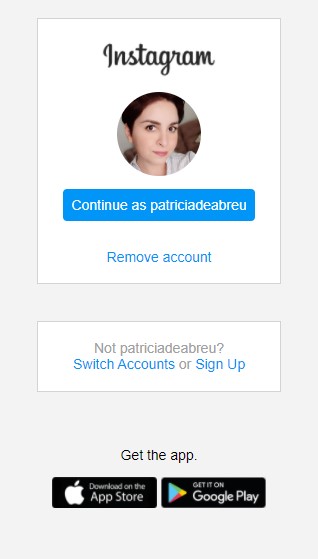 Instagram
Continue as patriciadeabreu
Remove account
Not patriciadeabreu?
Switch Accounts or Sign Up
Get the app.
Download on the
App Store
GET IT ON
Google Play